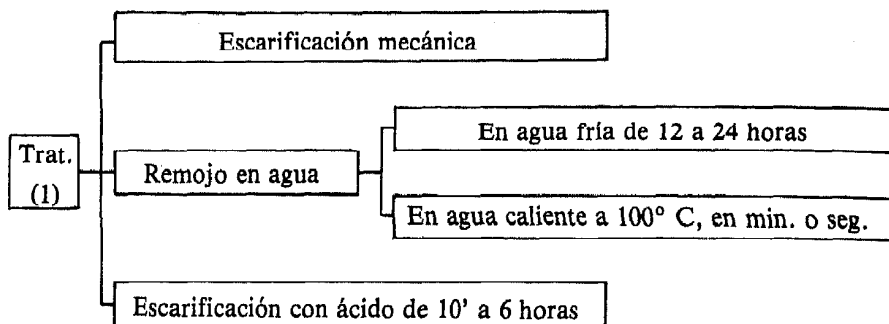 Escarificación mecánica
Trat.
(1)
Remojo en agua
En agua fría de 12 a 24 horas
En agua caliente a 100° C, en min. o seg.
Escarificación con ácido de 10' a 6 horas